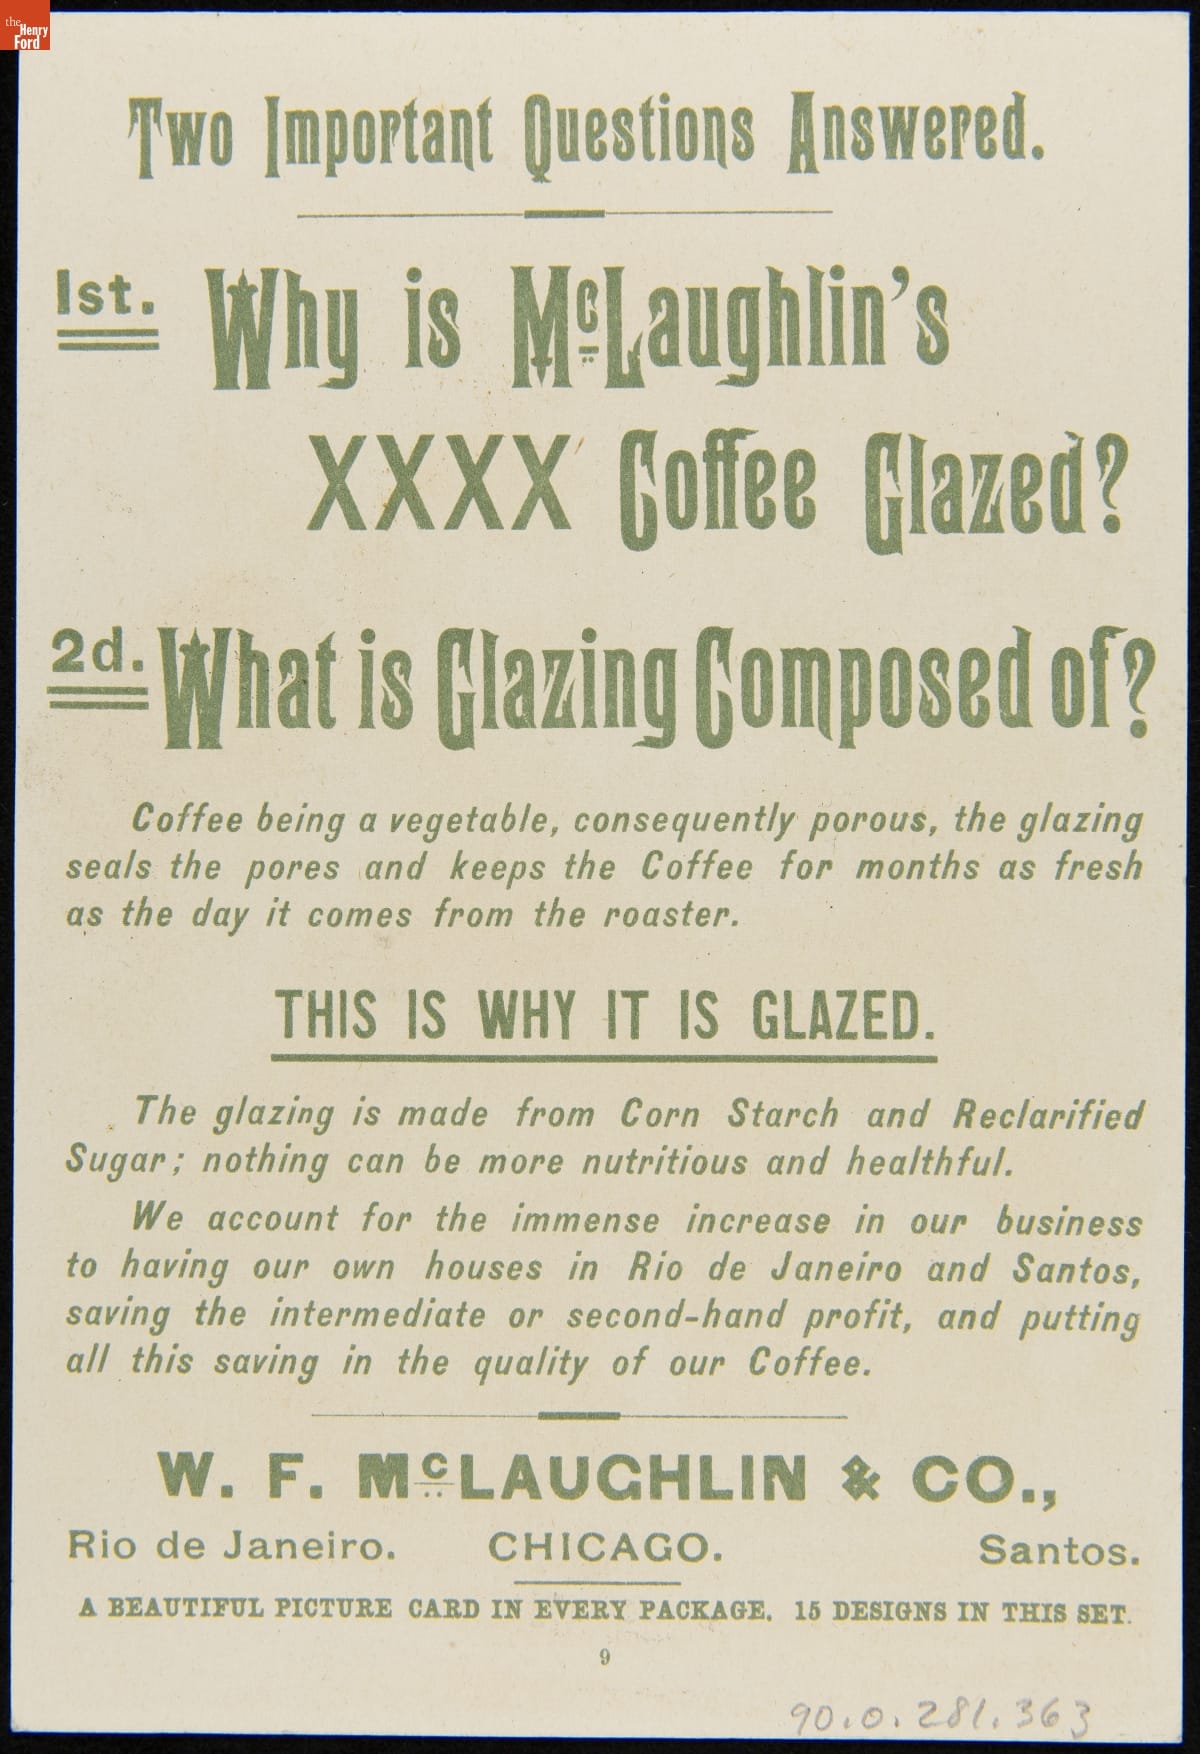 the
Henry
Ford
Two Important Questions Answered.
1st. Why is McLaughlin's
XXXX Coffee Glazed?
2d. What is Glazing Composed of?
Coffee being a vegetable, consequently porous, the glazing
seals the pores and keeps the Coffee for months as fresh
as the day it comes from the roaster.
THIS IS WHY IT IS GLAZED.
The glazing is made from Corn Starch and Reclarified
Sugar; nothing can be more nutritious and healthful.
We account for the immense increase in our business
to having our own houses in Rio de Janeiro and Santos,
saving the intermediate or second-hand profit, and putting
all this saving in the quality of our Coffee.
W. F. McLAUGHLIN & CO.,
Rio de Janeiro. CHICAGO. Santos.
A BEAUTIFUL PICTURE CARD IN EVERY PACKAGE. 15 DESIGNS IN THIS SET.
9
90.0.281.363